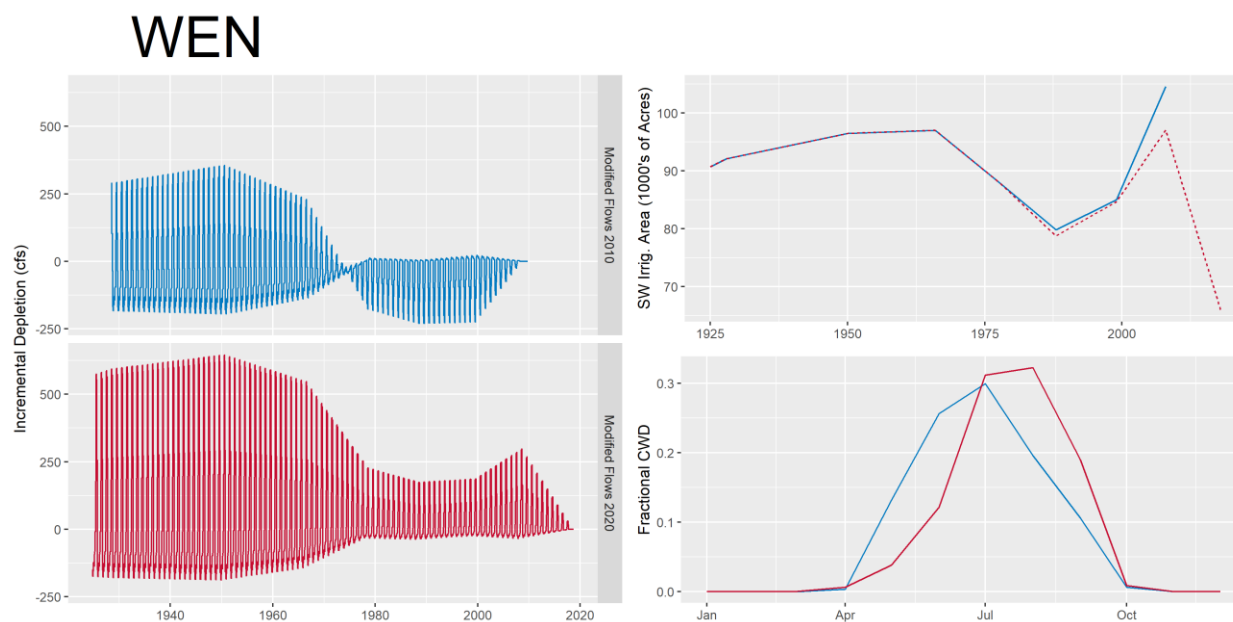 WEN
Incremental Depletion (cfs)
500
250
0
-250
Modified Flows 2010
500
250
0
-250
Modified Flows 2020
1940
1960
1980
2000
2020
SW Irrig. Area (1000's of Acres)
100
90
80
70
1925
1950
1975
2000
Fractional CWD
0.3
0.2
0.1
0.0
Jan
Apr
Jul
Oct